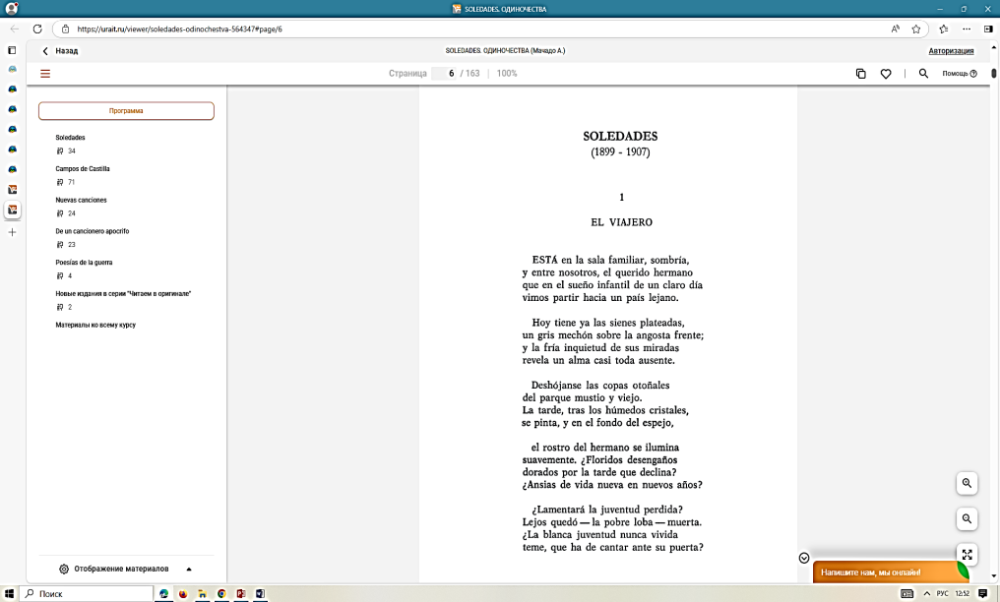 SOLEDADES. ОДИНОЧЕСТВА
https://urait.ru/viewer/soledades-odinochestva-564347#page/6
Назад
SOLEDADES. ОДИНОЧЕСТВА (Мачадо А.)
Авторизация
Страница 6 / 163 | 100%
Помощь
Программа
Soledades
34
Campos de Castilla
71
Nuevas canciones
24
De un cancionero apocrifo
23
Poesías de la guerra
4
Новые издания в серии "Читаем в оригинале"
2
Материалы ко всему курсу
Отображение материалов
SOLEDADES
(1899 - 1907)
1
EL VIAJERO
ESTÁ en la sala familiar, sombría,
y entre nosotros, el querido hermano
que en el sueño infantil de un claro día
vimos partir hacia un país lejano.
Hoy tiene ya las sienes plateadas,
un gris mechón sobre la angosta frente;
y la fría inquietud de sus miradas
revela un alma casi toda ausente.
Deshójanse las copas otoñales
del parque mustio y viejo.
La tarde, tras los húmedos cristales,
se pinta, y en el fondo del espejo,
el rostro del hermano se ilumina
suavemente. ¿Floridos desengaños
dorados por la tarde que declina?
¿Ansias de vida nueva en nuevos años?
¿Lamentará la juventud perdida?
Lejos quedó — la pobre loba — muerta.
¿La blanca juventud nunca vivida
teme, que ha de cantar ante su puerta?
Напишите нам, мы онлайн!
Поиск
РУС 12:52